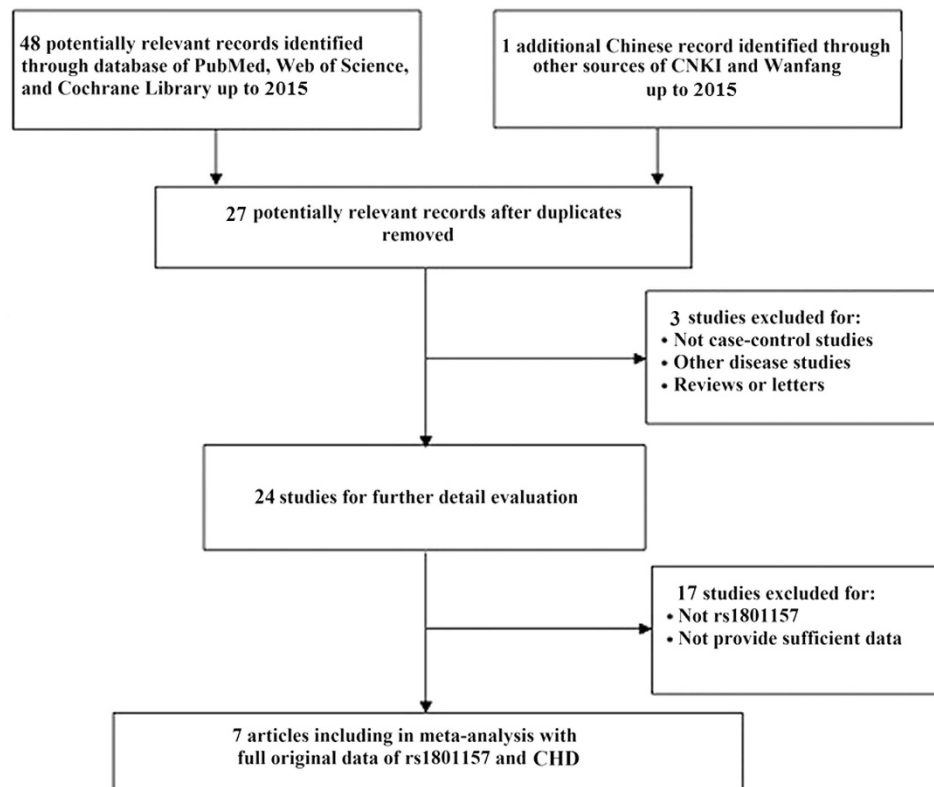 48 potentially relevant records identified
through database of PubMed, Web of Science,
and Cochrane Library up to 2015
1 additional Chinese record identified through
other sources of CNKI and Wanfang
up to 2015
27 potentially relevant records after duplicates
removed
3 studies excluded for:
• Not case-control studies
• Other disease studies
• Reviews or letters
24 studies for further detail evaluation
17 studies excluded for:
• Not rs1801157
• Not provide sufficient data
7 articles including in meta-analysis with
full original data of rs1801157 and CHD